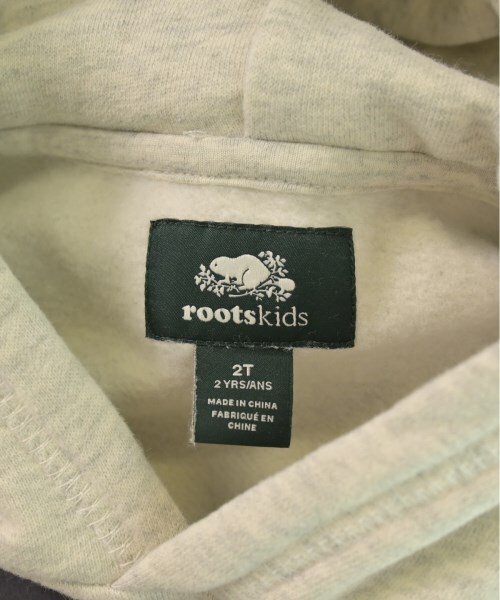 rootskids
2T
2 YRS/ANS
MADE IN CHINA
FABRIQUÉ EN
CHINE